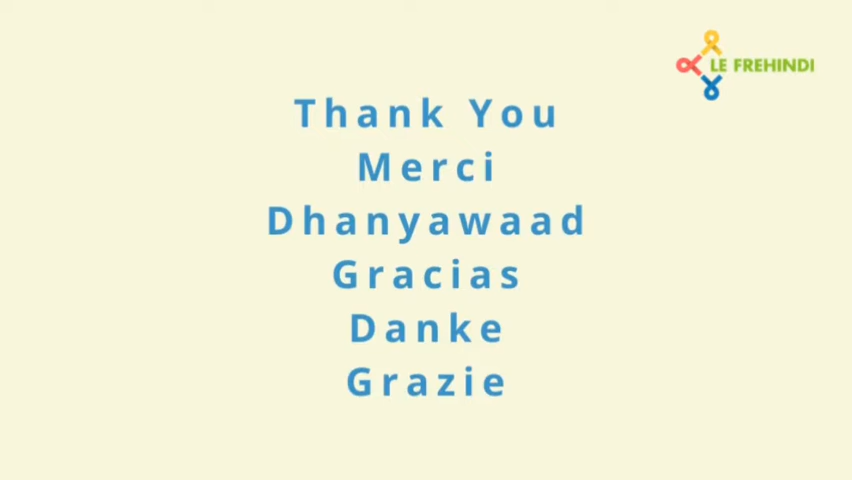 LE FREHINDI
Thank You
Merci
Dhanyawaad
Gracias
Danke
Grazie